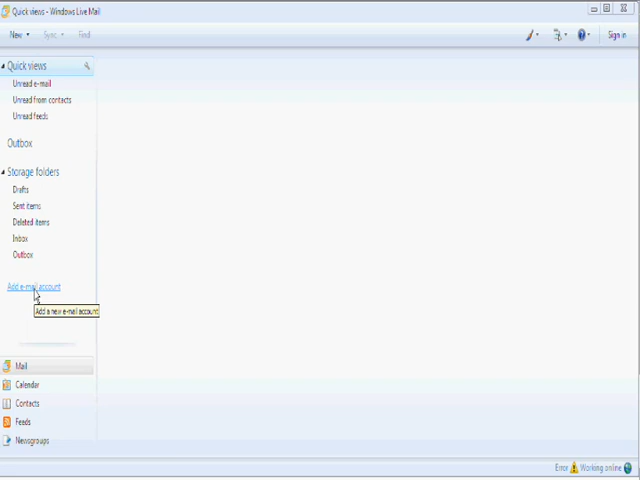 Quick views - Windows Live Mail
New Sync Find Sign in
Quick views
Unread e-mail
Unread from contacts
Unread feeds
Outbox
Storage folders
Drafts
Sent items
Deleted items
Inbox
Outbox
Add e-mail account
Add a new e-mail account
Mail
Calendar
Contacts
Feeds
Newsgroups
Error Working online